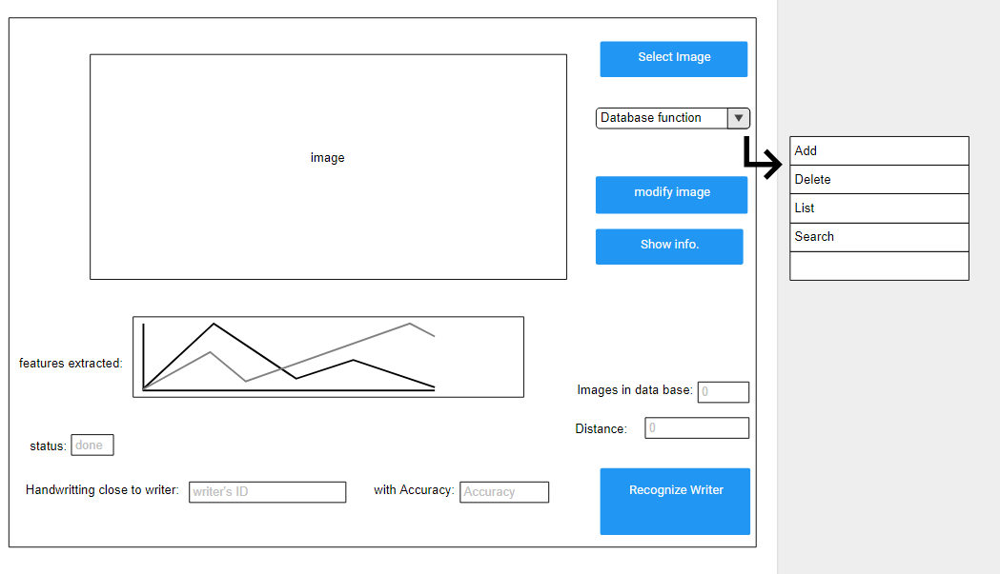 Select Image
Database function
image
Add
Delete
modify image
List
Search
Show info.
features extracted:
Images in data base: 0
Distance: 0
status: done
Handwritting close to writer: writer's ID
with Accuracy: Accuracy
Recognize Writer